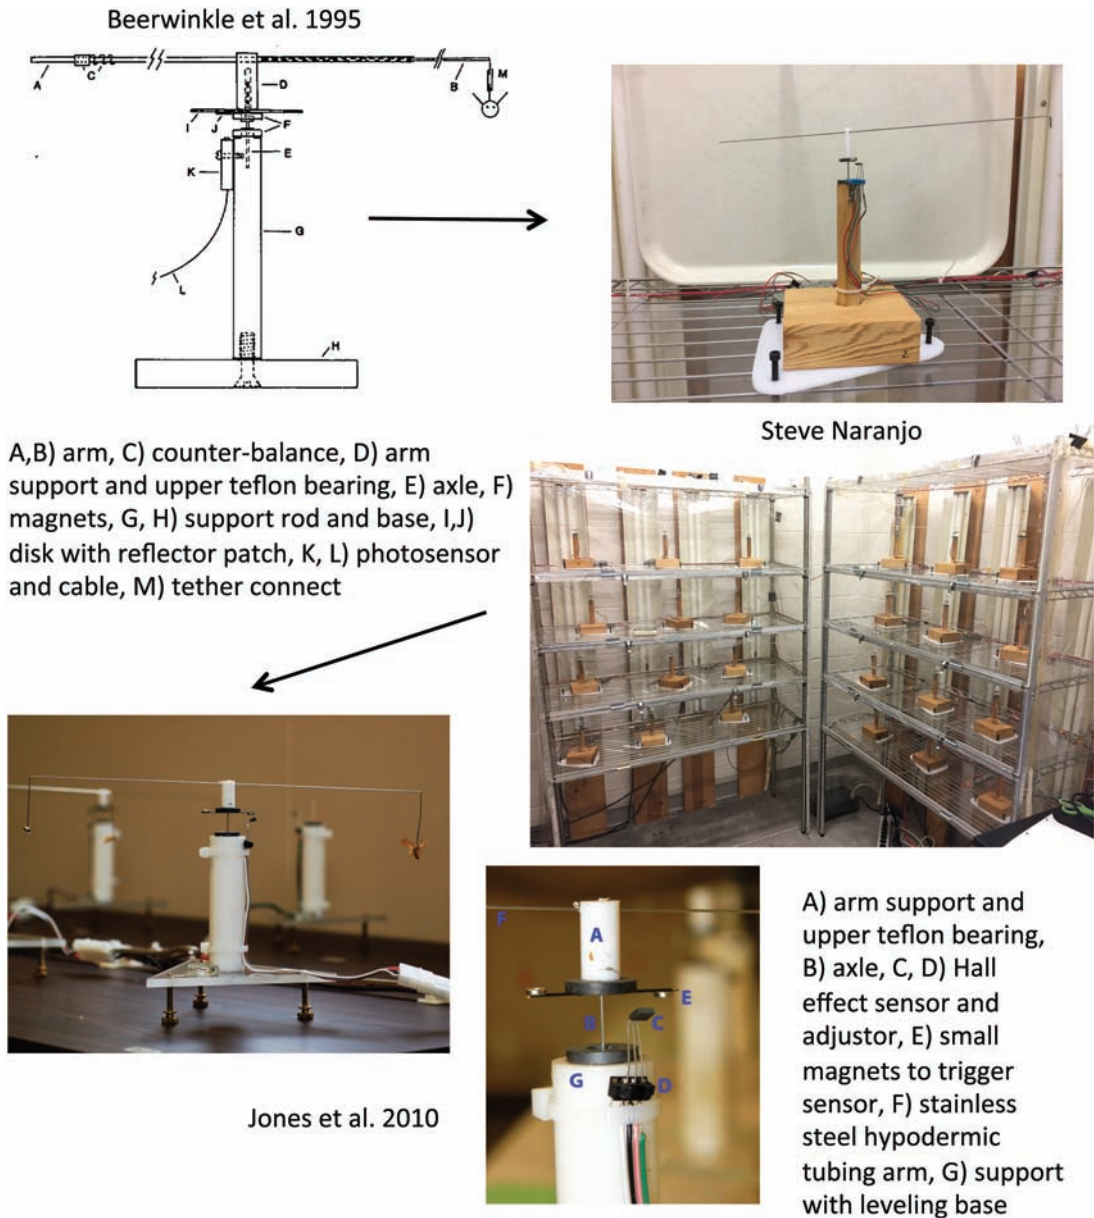 Beerwinkle et al. 1995
A
C
D
B
M
I
J
F
E
K
G
L
H
2
Steve Naranjo
A,B) arm, C) counter-balance, D) arm
support and upper teflon bearing, E) axle, F)
magnets, G, H) support rod and base, I,J)
disk with reflector patch, K, L) photosensor
and cable, M) tether connect
Jones et al. 2010
F
A
E
B
C
G
D
A) arm support and
upper teflon bearing,
B) axle, C, D) Hall
effect sensor and
adjustor, E) small
magnets to trigger
sensor, F) stainless
steel hypodermic
tubing arm, G) support
with leveling base